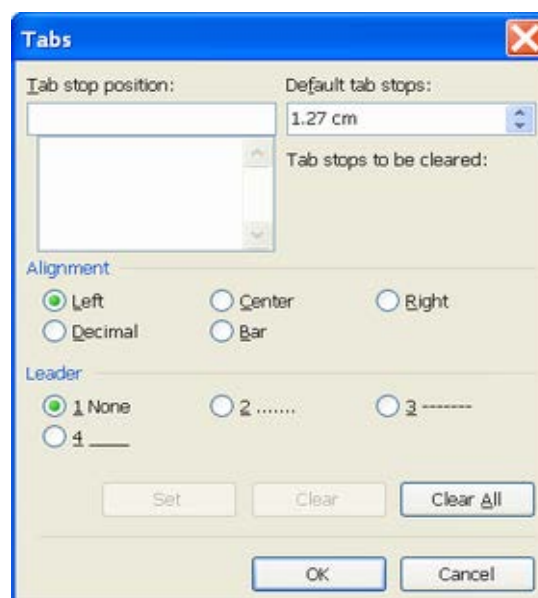 Tabs
Tab stop position: Default tab stops:
1.27 cm
Tab stops to be cleared:
Alignment
Left Center Right
Decimal Bar
Leader
1 None 2 ....... 3 -------
4 ____
Set Clear Clear All
OK Cancel